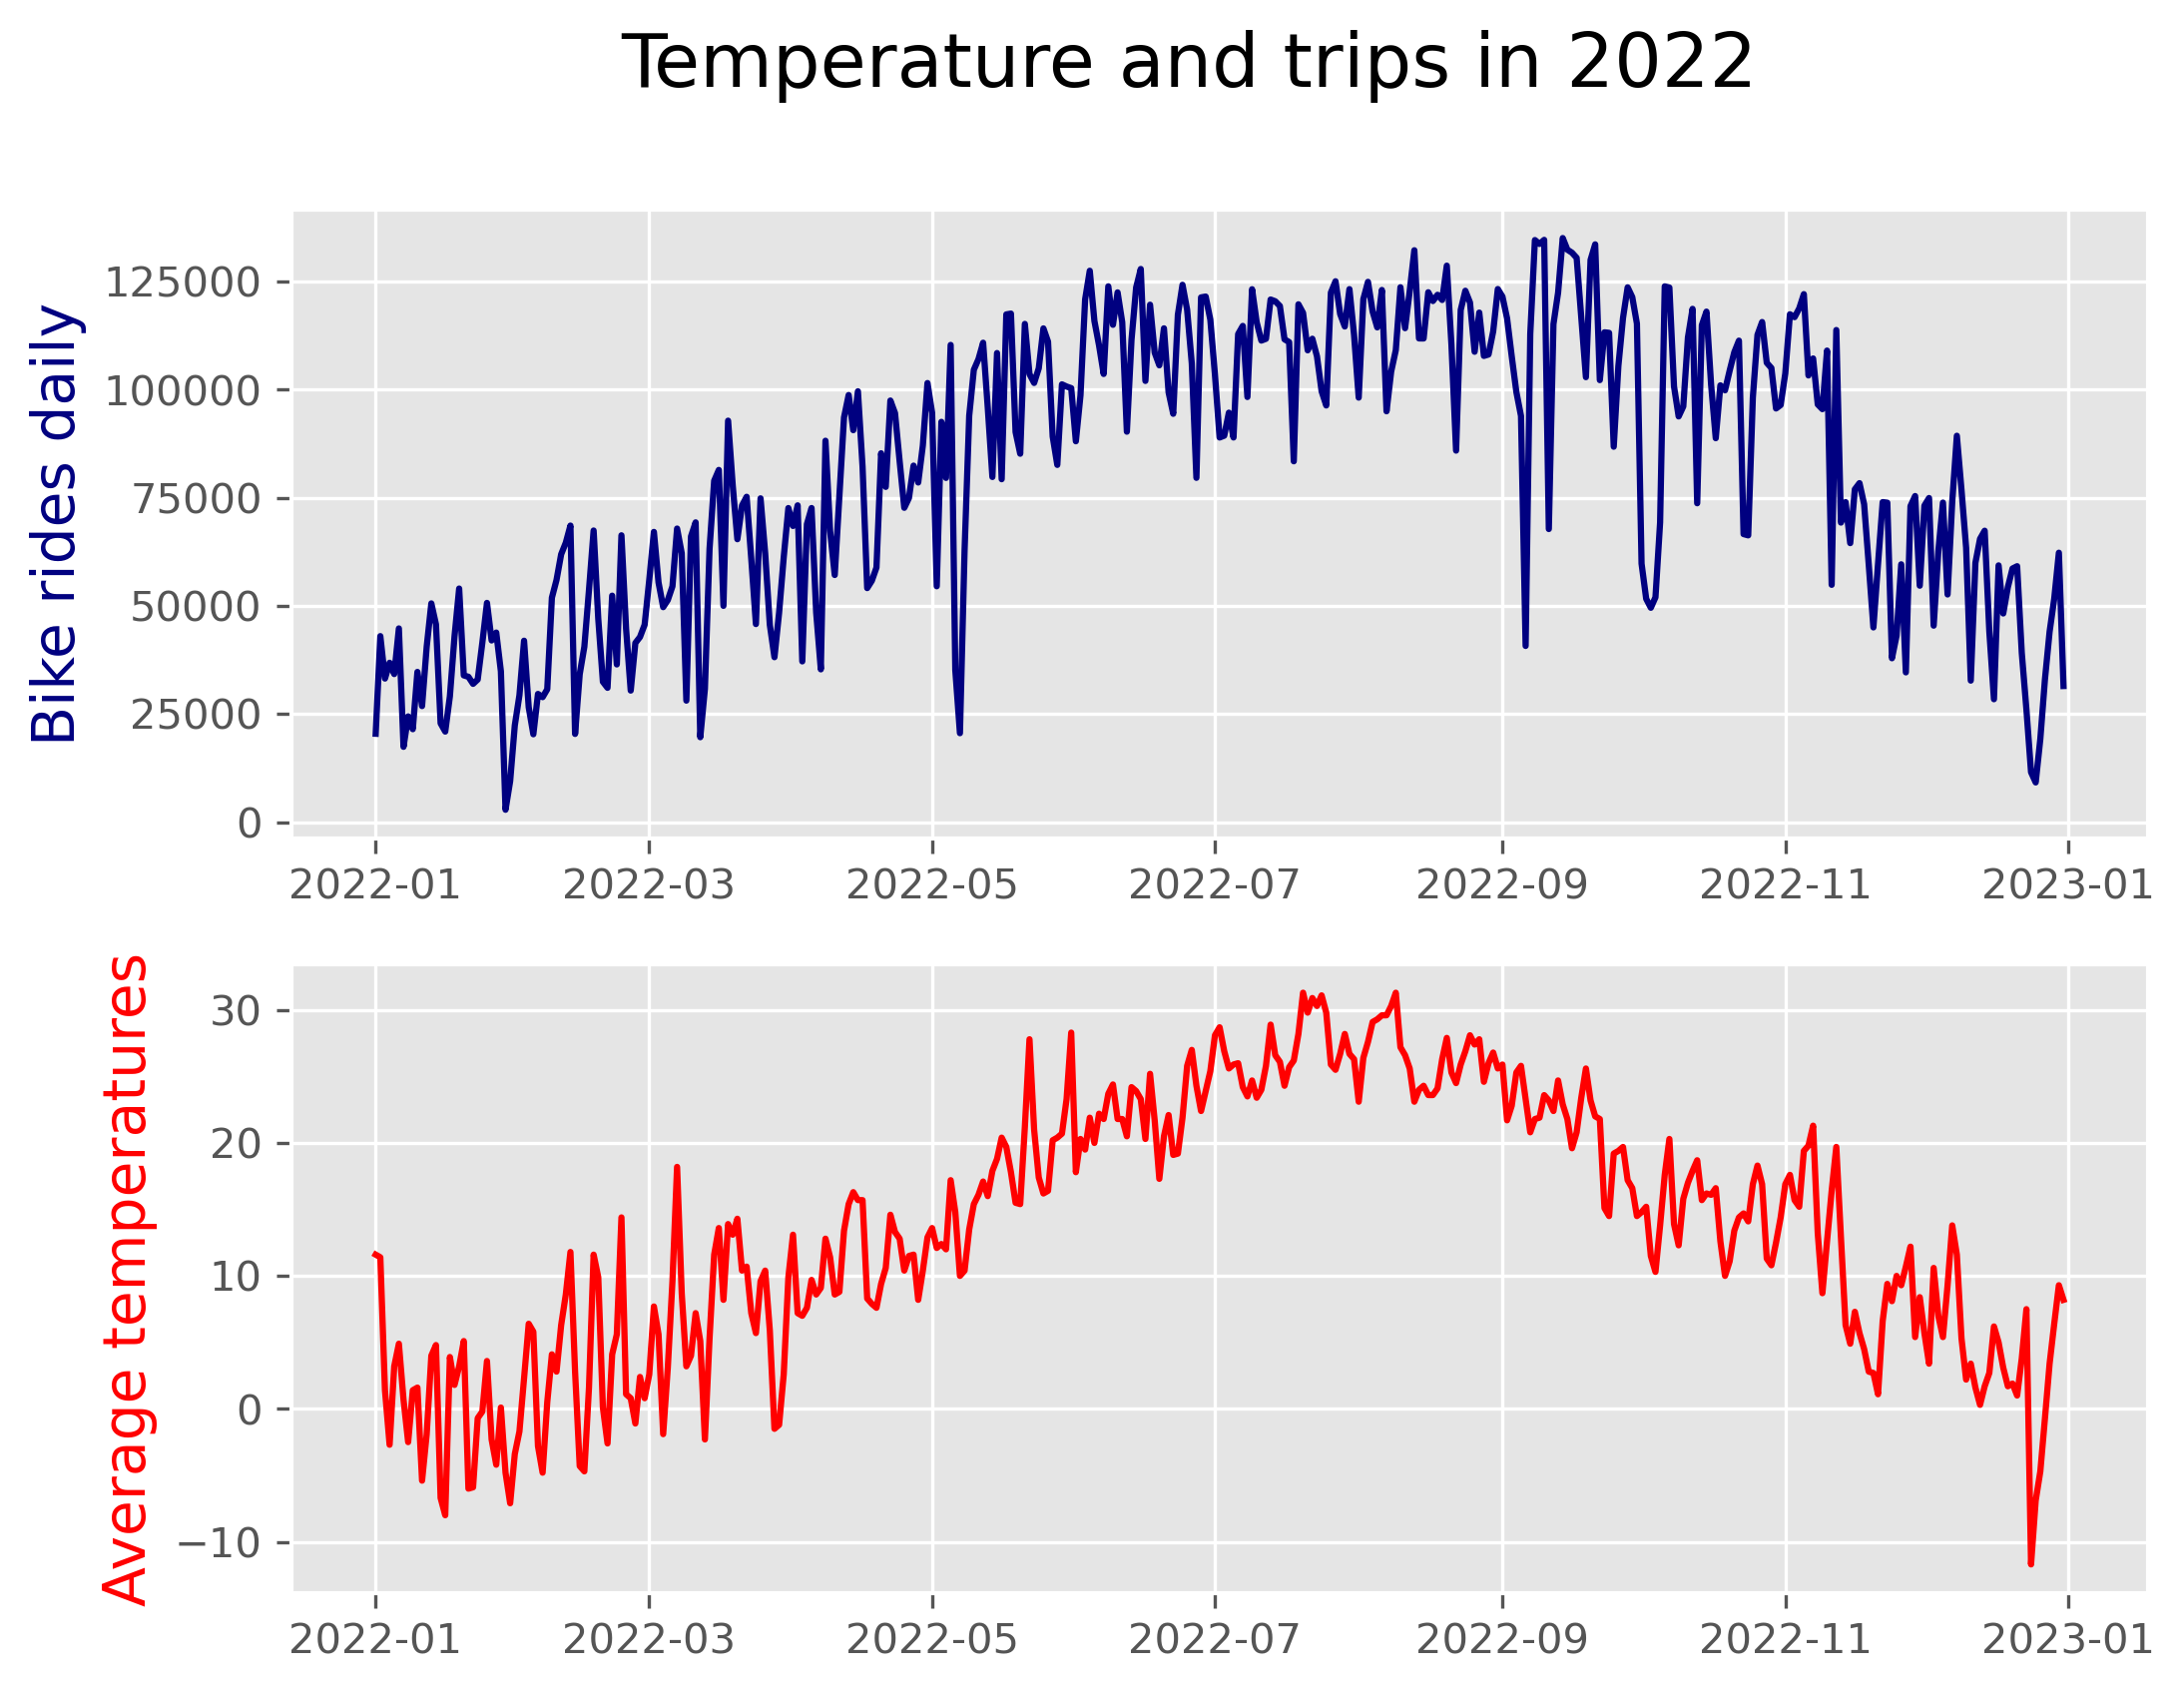 Temperature and trips in 2022
Bike rides daily
125000
100000
75000
50000
25000
0
2022-01 2022-03 2022-05 2022-07 2022-09 2022-11 2023-01
Average temperatures
30
20
10
0
−10
2022-01 2022-03 2022-05 2022-07 2022-09 2022-11 2023-01